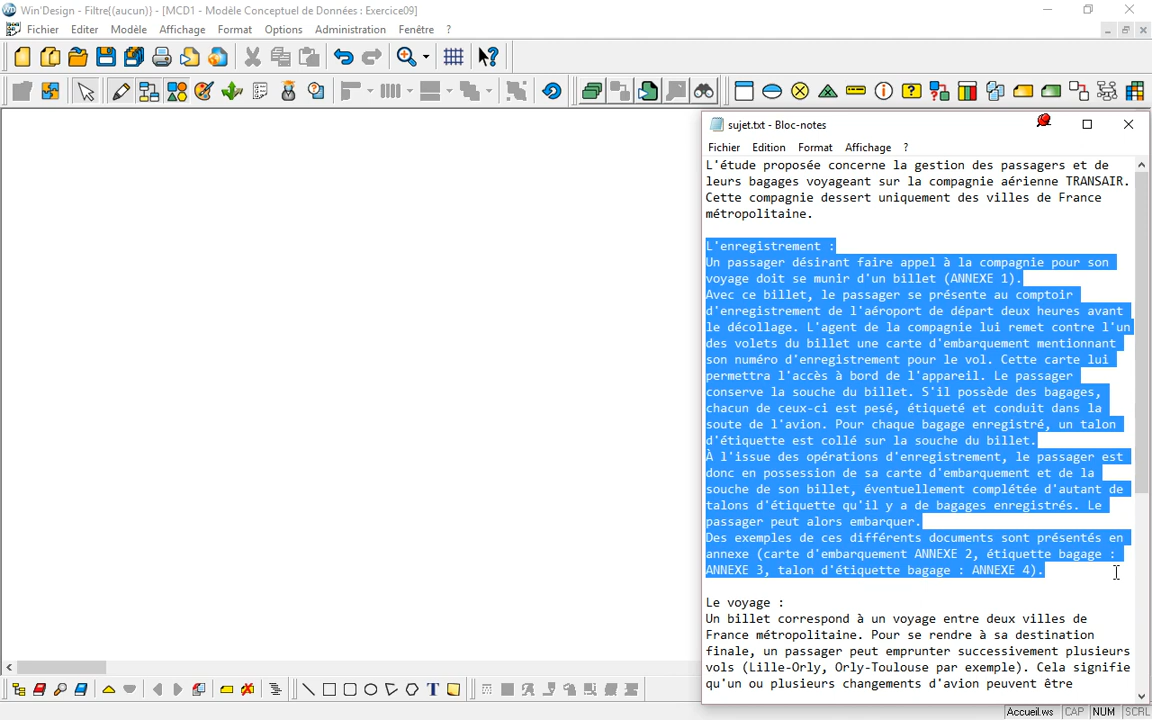 Win'Design - Filtre{(aucun)} - [MCD1 - Modèle Conceptuel de Données : Exercice09]
Fichier Editer Modèle Affichage Format Options Administration Fenêtre ?
sujet.txt - Bloc-notes
Fichier Edition Format Affichage ?
L'étude proposée concerne la gestion des passagers et de
leurs bagages voyageant sur la compagnie aérienne TRANSAIR.
Cette compagnie dessert uniquement des villes de France
métropolitaine.
L'enregistrement :
Un passager désirant faire appel à la compagnie pour son
voyage doit se munir d'un billet (ANNEXE 1).
Avec ce billet, le passager se présente au comptoir
d'enregistrement de l'aéroport de départ deux heures avant
le décollage. L'agent de la compagnie lui remet contre l'un
des volets du billet une carte d'embarquement mentionnant
son numéro d'enregistrement pour le vol. Cette carte lui
permettra l'accès à bord de l'appareil. Le passager
conserve la souche du billet. S'il possède des bagages,
chacun de ceux-ci est pesé, étiqueté et conduit dans la
soute de l'avion. Pour chaque bagage enregistré, un talon
d'étiquette est collé sur la souche du billet.
À l'issue des opérations d'enregistrement, le passager est
donc en possession de sa carte d'embarquement et de la
souche de son billet, éventuellement complétée d'autant de
talons d'étiquette qu'il y a de bagages enregistrés. Le
passager peut alors embarquer.
Des exemples de ces différents documents sont présentés en
annexe (carte d'embarquement ANNEXE 2, étiquette bagage :
ANNEXE 3, talon d'étiquette bagage : ANNEXE 4).
Le voyage :
Un billet correspond à un voyage entre deux villes de
France métropolitaine. Pour se rendre à sa destination
finale, un passager peut emprunter successivement plusieurs
vols (Lille-Orly, Orly-Toulouse par exemple). Cela signifie
qu'un ou plusieurs changements d'avion peuvent être
Accueil.ws CAP NUM SCRL